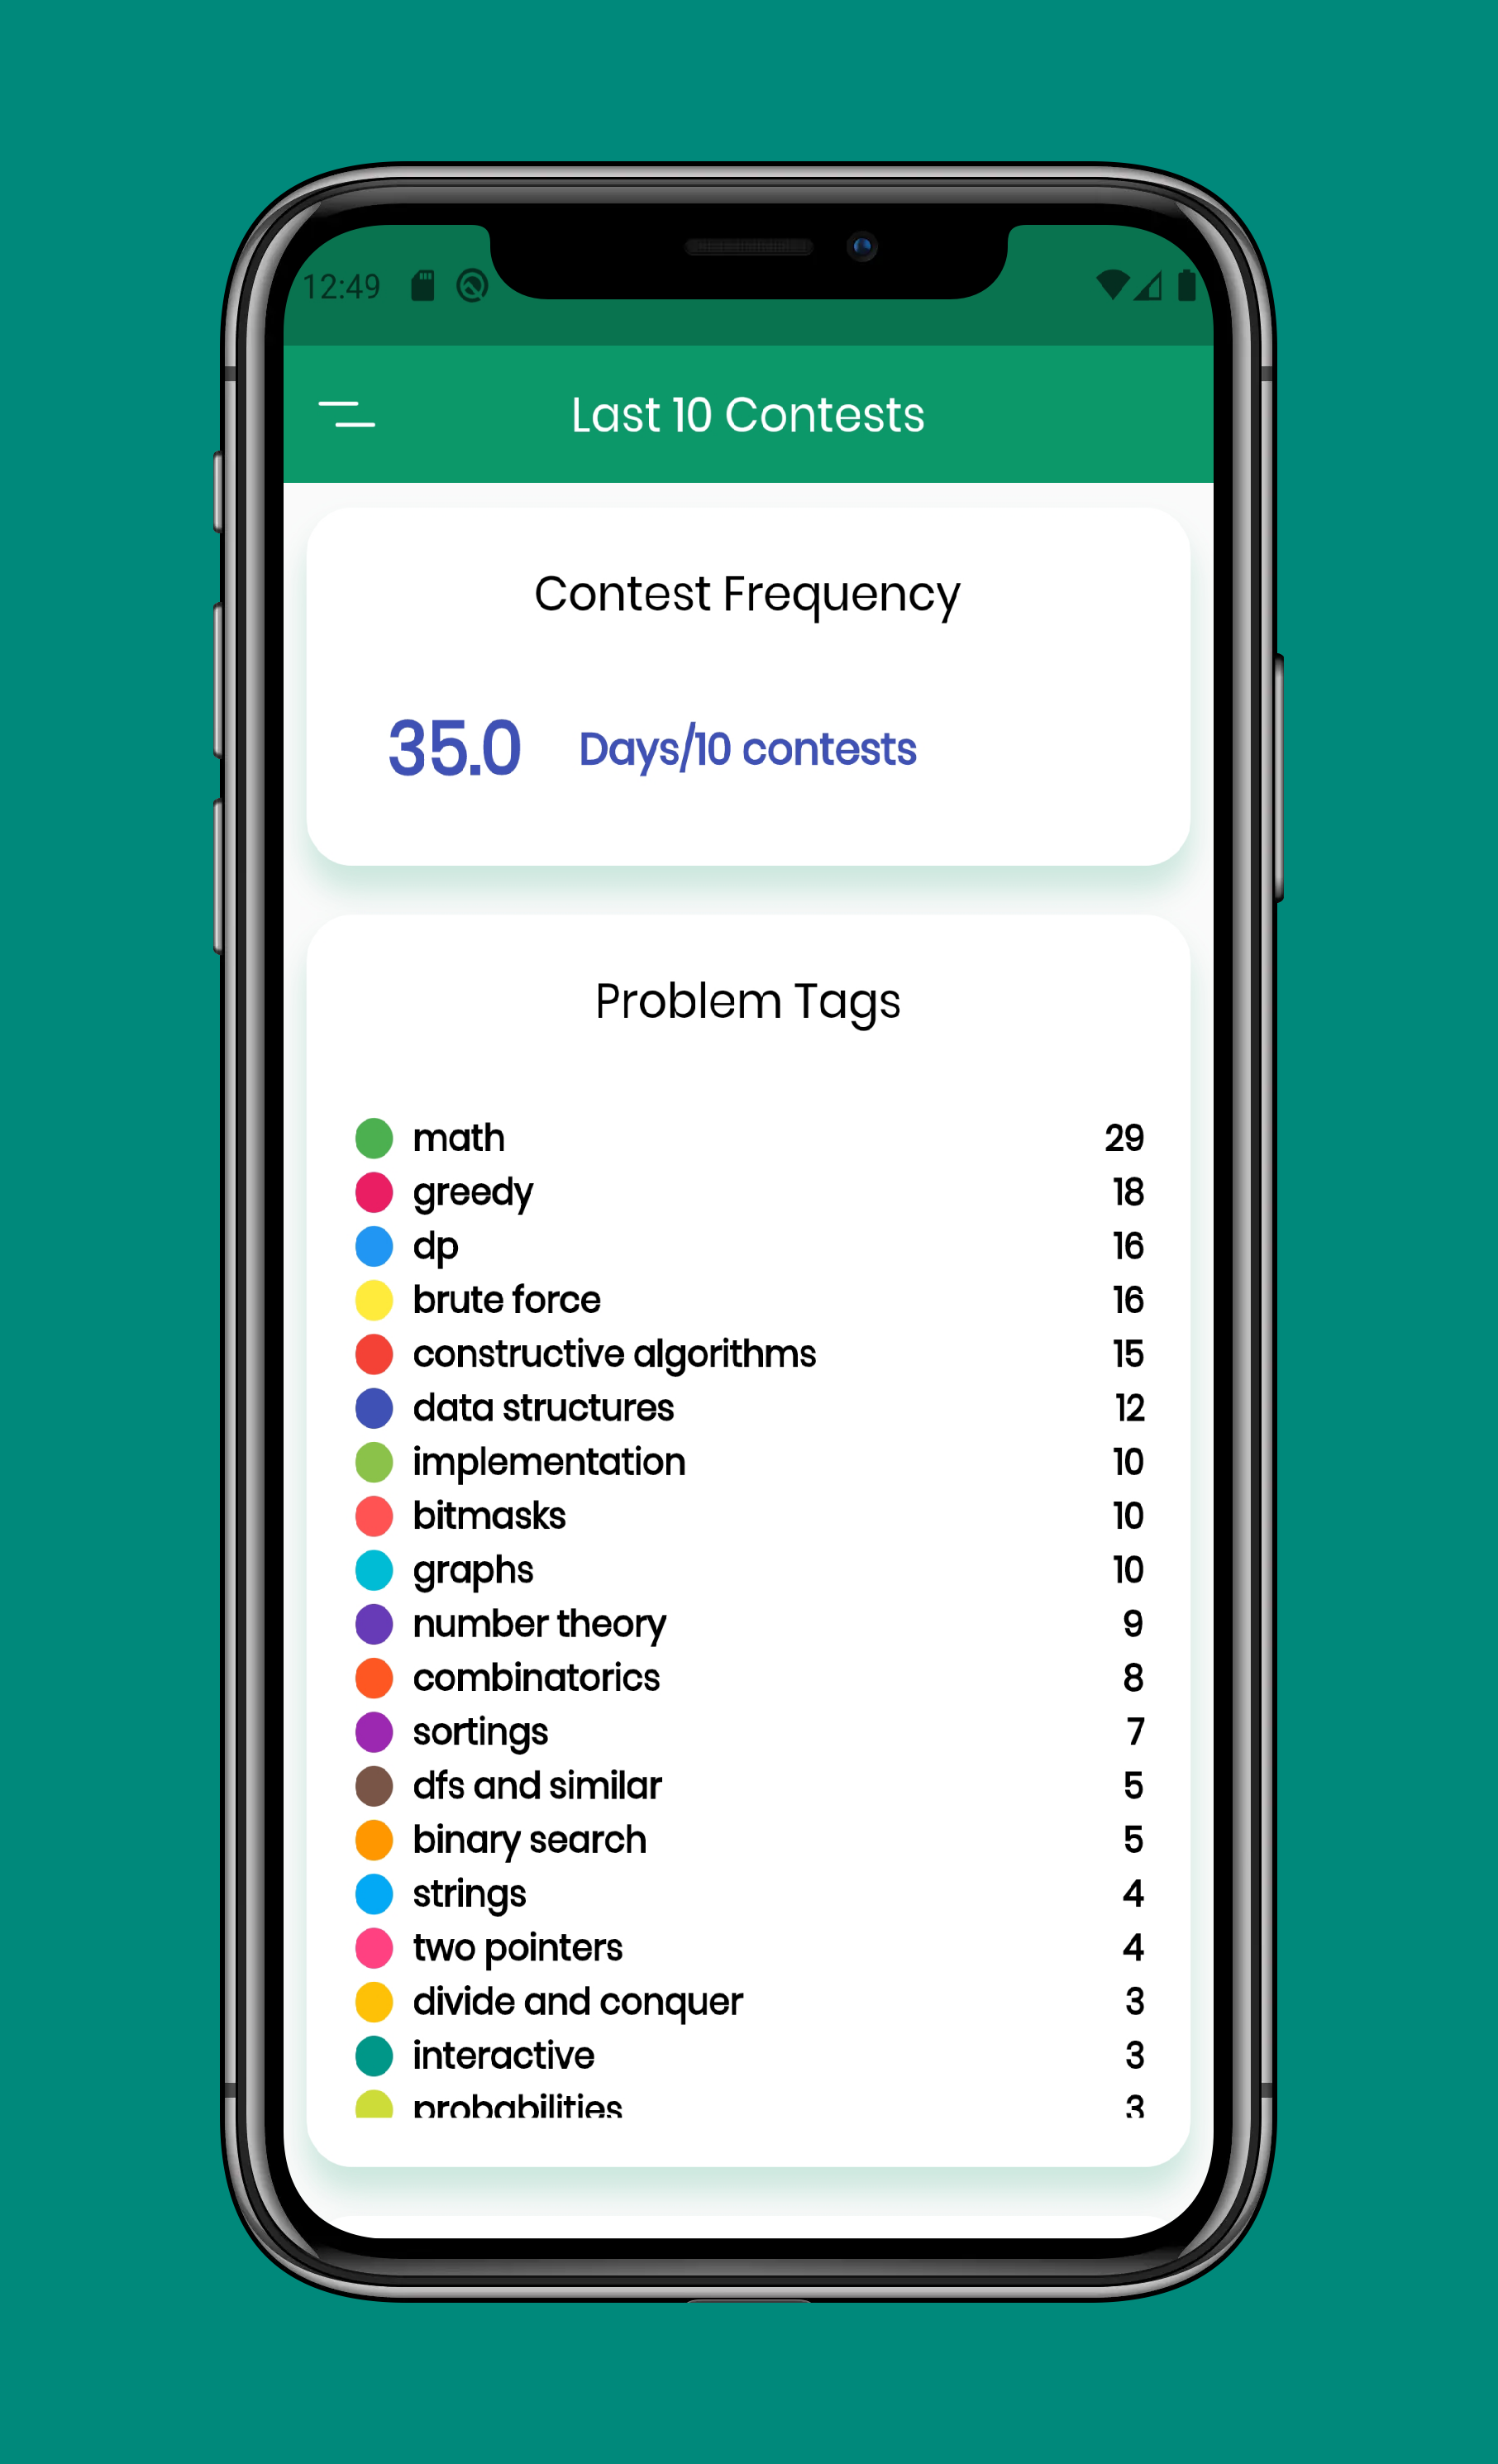 12:49
Last 10 Contests
Contest Frequency
35.0 Days/10 contests
Problem Tags
math 29
greedy 18
dp 16
brute force 16
constructive algorithms 15
data structures 12
implementation 10
bitmasks 10
graphs 10
number theory 9
combinatorics 8
sortings 7
dfs and similar 5
binary search 5
strings 4
two pointers 4
divide and conquer 3
interactive 3
probabilities 3